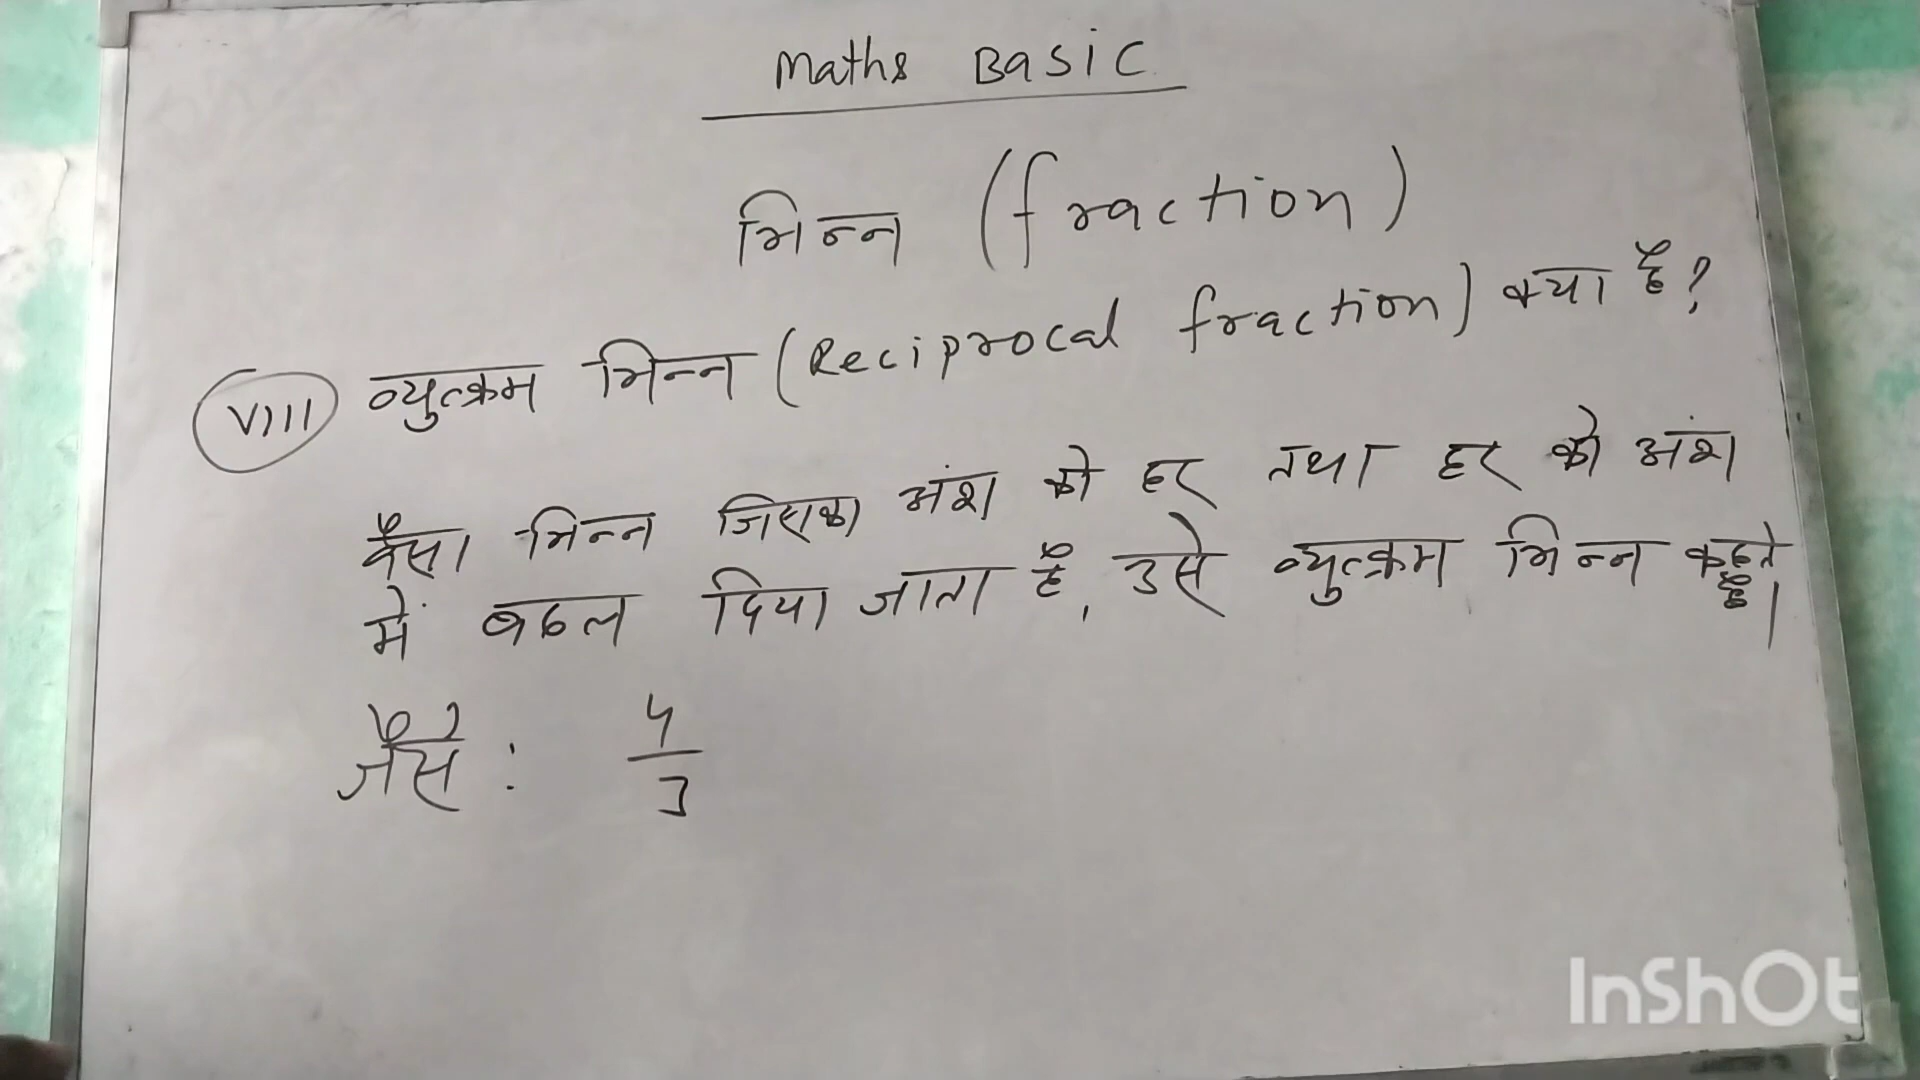 Maths Basic
भिन्न (fraction)
VIII व्युत्क्रम भिन्न (Reciprocal fraction) क्या है?
वैसा भिन्न जिसका अंश को हर तथा हर को अंश
में बदल दिया जाता है, उसे व्युत्क्रम भिन्न कहते हैं।
जैसे : 4/3
InShOt